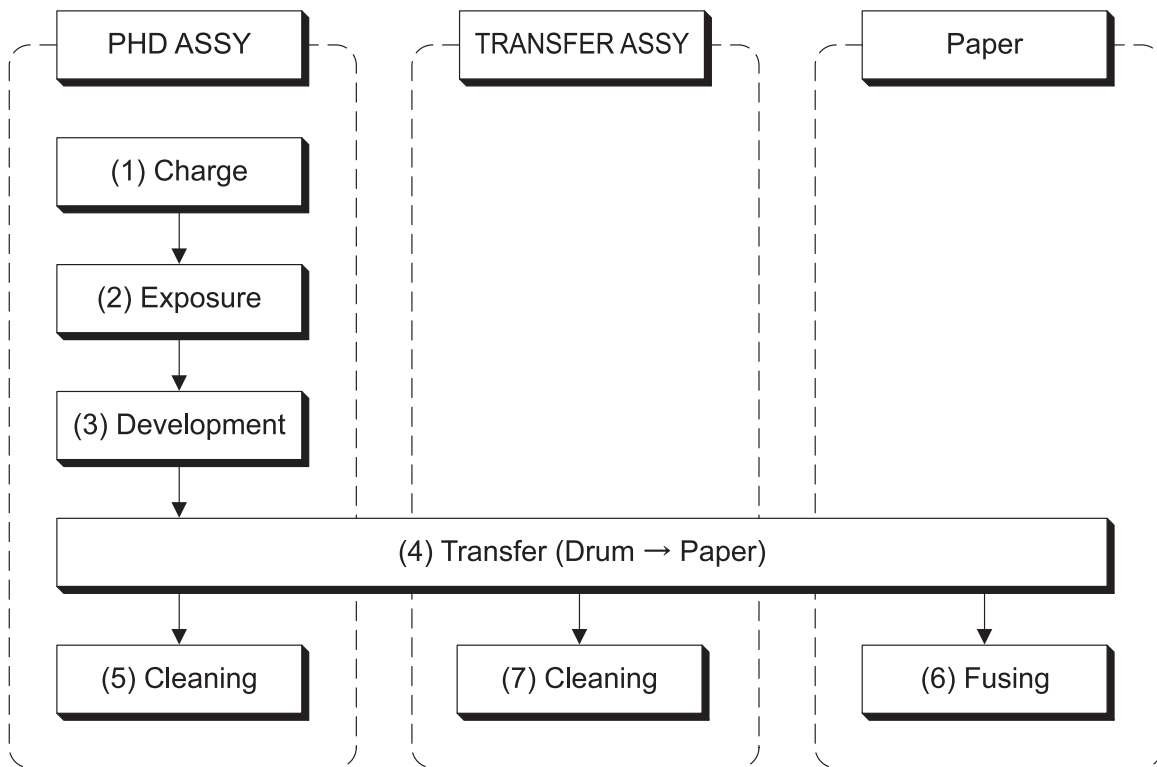 PHD ASSY
TRANSFER ASSY
Paper
(1) Charge
(2) Exposure
(3) Development
(4) Transfer (Drum → Paper)
(5) Cleaning
(7) Cleaning
(6) Fusing